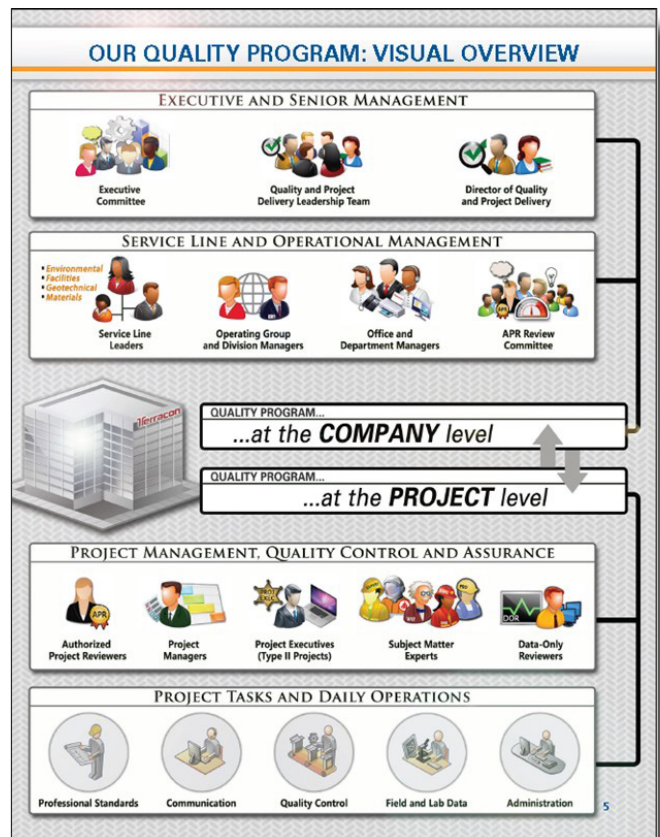 OUR QUALITY PROGRAM: VISUAL OVERVIEW
EXECUTIVE AND SENIOR MANAGEMENT
Executive
Committee
Quality and Project
Delivery Leadership Team
Director of Quality
and Project Delivery
SERVICE LINE AND OPERATIONAL MANAGEMENT
• Environmental
• Facilities
• Geotechnical
• Materials
Service Line
Leaders
Operating Group
and Division Managers
Office and
Department Managers
APR
APR Review
Committee
Terracon
QUALITY PROGRAM...
...at the COMPANY level
QUALITY PROGRAM...
...at the PROJECT level
PROJECT MANAGEMENT, QUALITY CONTROL AND ASSURANCE
APR
Authorized
Project Reviewers
Project
Managers
Project Executives
(Type II Projects)
Subject Matter
Experts
DOR
Data-Only
Reviewers
PROJECT TASKS AND DAILY OPERATIONS
Professional Standards
Communication
Quality Control
Field and Lab Data
Administration
5